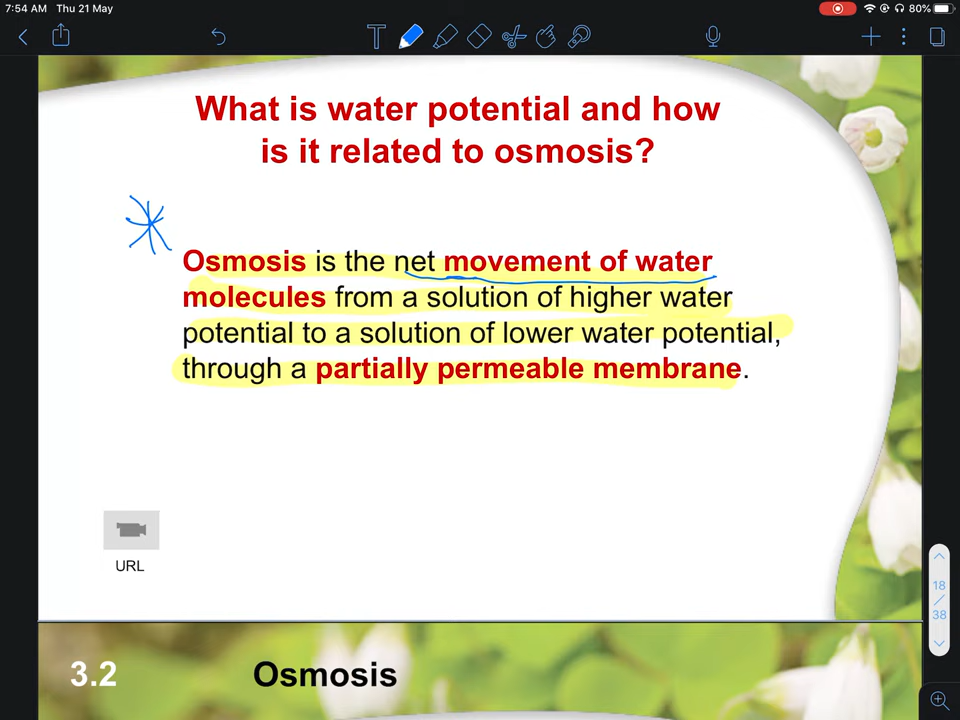 7:54 AM Thu 21 May
80%
What is water potential and how
is it related to osmosis?
Osmosis is the net movement of water
molecules from a solution of higher water
potential to a solution of lower water potential,
through a partially permeable membrane.
URL
18
/
38
3.2 Osmosis